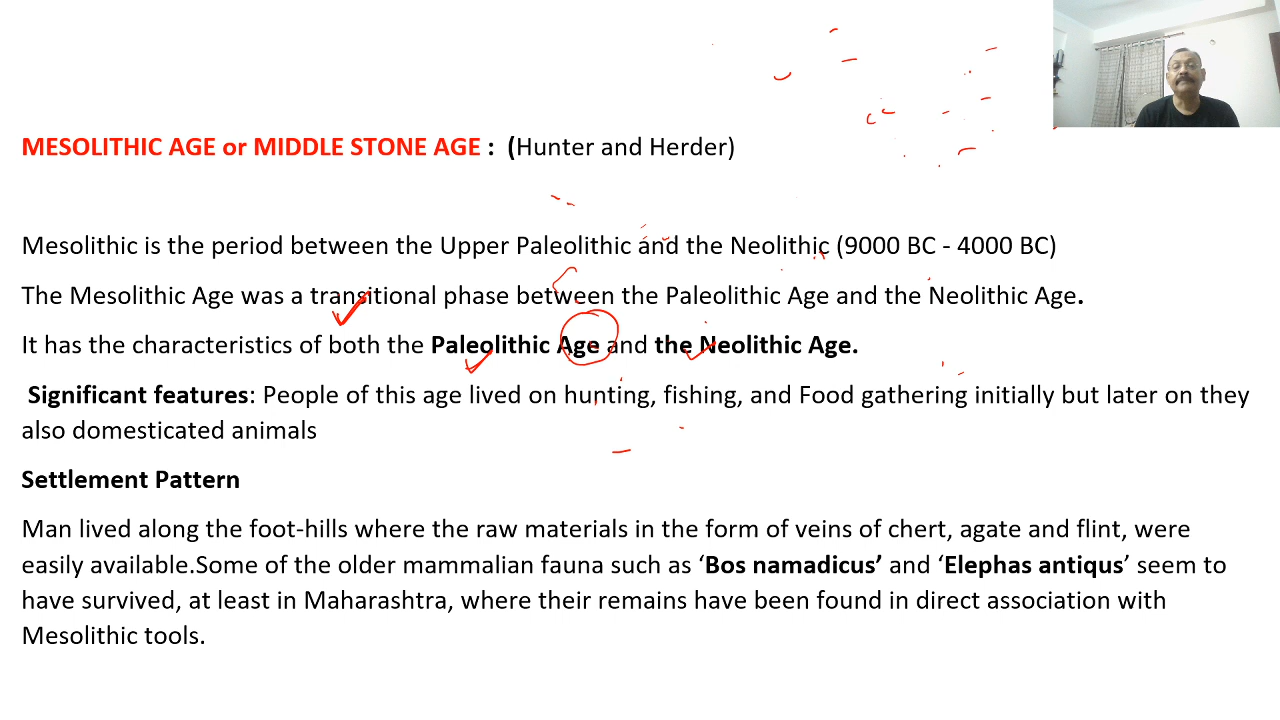 MESOLITHIC AGE or MIDDLE STONE AGE : (Hunter and Herder)
Mesolithic is the period between the Upper Paleolithic and the Neolithic (9000 BC - 4000 BC)
The Mesolithic Age was a transitional phase between the Paleolithic Age and the Neolithic Age.
It has the characteristics of both the Paleolithic Age and the Neolithic Age.
Significant features: People of this age lived on hunting, fishing, and Food gathering initially but later on they
also domesticated animals
Settlement Pattern
Man lived along the foot-hills where the raw materials in the form of veins of chert, agate and flint, were
easily available.Some of the older mammalian fauna such as ‘Bos namadicus’ and ‘Elephas antiqus’ seem to
have survived, at least in Maharashtra, where their remains have been found in direct association with
Mesolithic tools.